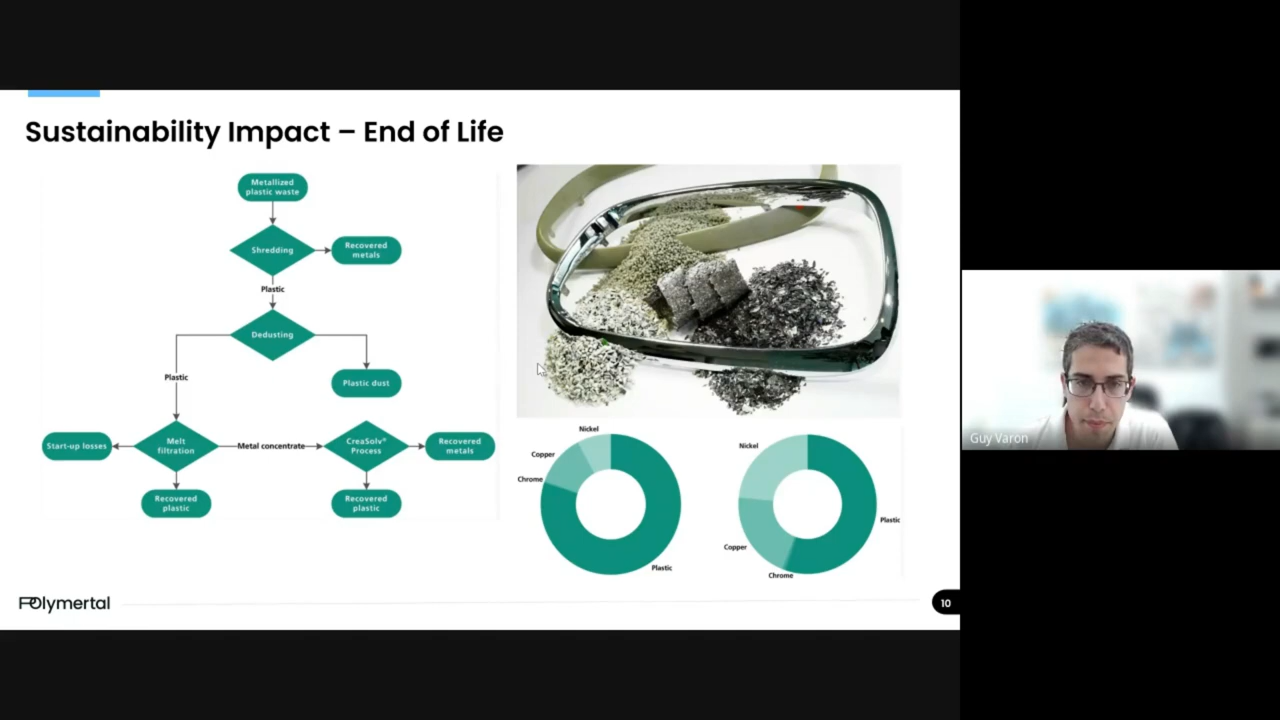 Sustainability Impact – End of Life
Metallized
plastic waste
Shredding
Recovered
metals
Plastic
Dedusting
Plastic
Plastic dust
Start-up losses
Melt
filtration
Metal concentrate
CreaSolv®
Process
Recovered
metals
Recovered
plastic
Recovered
plastic
Nickel
Copper
Chrome
Plastic
Nickel
Plastic
Copper
Chrome
Polymertal
10
Guy Varon